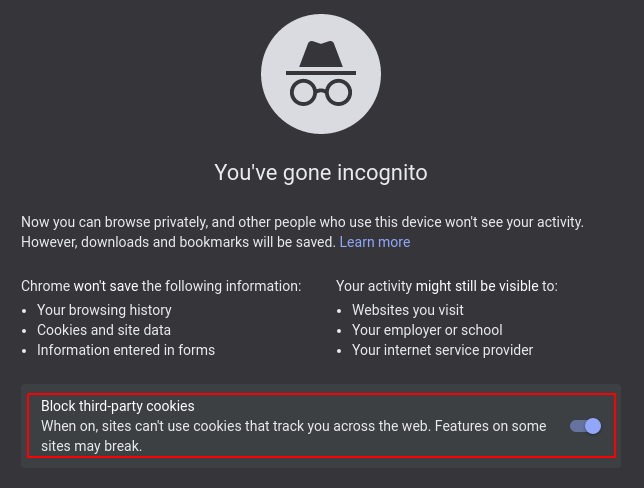 You've gone incognito
Now you can browse privately, and other people who use this device won't see your activity.
However, downloads and bookmarks will be saved. Learn more
Chrome won't save the following information:
• Your browsing history
• Cookies and site data
• Information entered in forms
Your activity might still be visible to:
• Websites you visit
• Your employer or school
• Your internet service provider
Block third-party cookies
When on, sites can't use cookies that track you across the web. Features on some
sites may break.